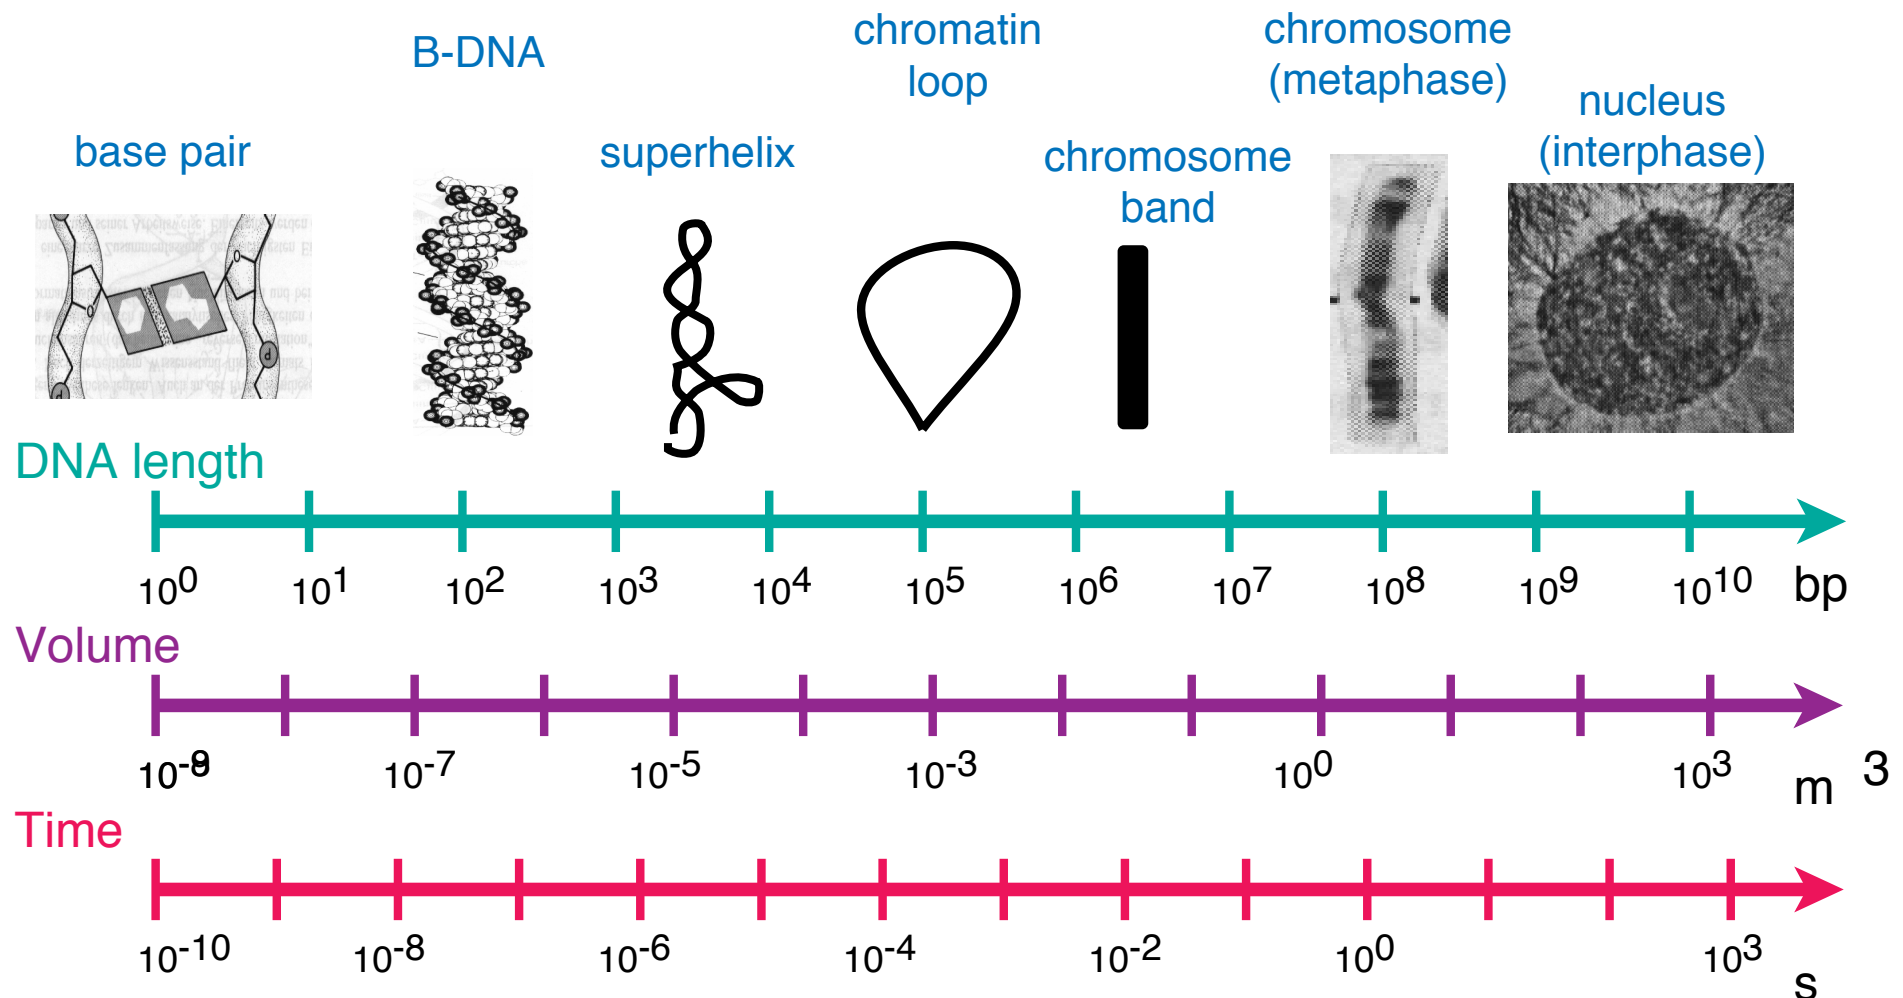 B-DNA
chromatin
loop
chromosome
(metaphase)
nucleus
(interphase)
base pair
superhelix
chromosome
band
DNA length
10^0 10^1 10^2 10^3 10^4 10^5 10^6 10^7 10^8 10^9 10^10 bp
Volume
10^-7 10^-5 10^-3 10^0 10^3 m 3
Time
10^-10 10^-8 10^-6 10^-4 10^-2 10^0 10^3 s